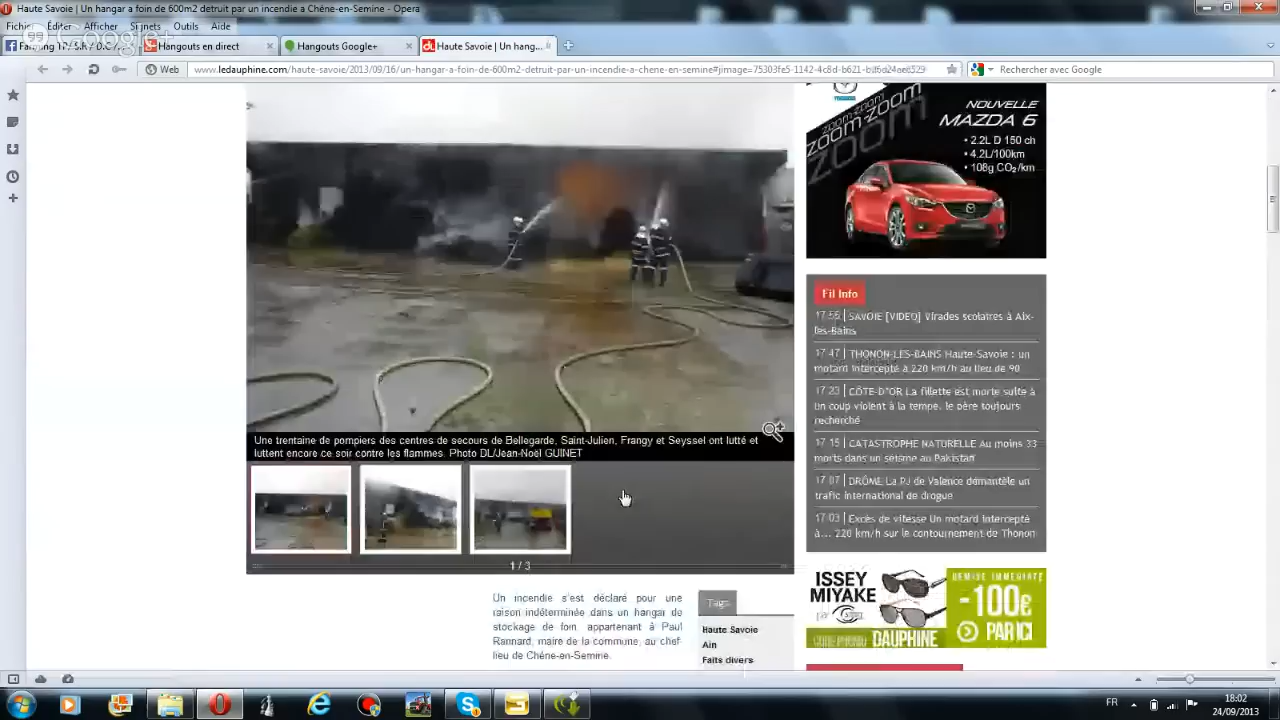 Haute Savoie | Un hangar a foin de 600m2 detruit par un incendie a Chêne-en-Semine - Opera
Fichier Éditer Afficher Signets Outils Aide
Google+
Hangouts en direct
Hangouts Google+
Haute Savoie | Un hang...
Web
www.ledauphine.com/haute-savoie/2013/09/16/un-hangar-a-foin-de-600m2-detruit-par-un-incendie-a-chene-en-semine
Rechercher avec Google
zoom-zoom
ZOOM-ZOOM
zoom
NOUVELLE
MAZDA 6
• 2.2L D 150 ch
• 4.2L/100km
• 108g CO₂/km
Fil Info
17:56 | SAVOIE [VIDEO] Virades scolaires à Aix-
les-Bains
17:47 | THONON-LES-BAINS Haute-Savoie : un
motard intercepté à 220 km/h au lieu de 90
17:23 | CÔTE-D'OR La fillette est morte suite à
un coup violent à la tempe, le père toujours
recherché
17:15 | CATASTROPHE NATURELLE Au moins 33
morts dans un séisme au Pakistan
17:07 | DRÔME La PJ de Valence démantèle un
trafic international de drogue
17:03 | Excès de vitesse Un motard intercepté
à... 220 km/h sur le contournement de Thonon
Une trentaine de pompiers des centres de secours de Bellegarde, Saint-Julien, Frangy et Seyssel ont lutté et
luttent encore ce soir contre les flammes. Photo DL/Jean-Noël GUINET
1 / 3
Un incendie s'est déclaré pour une
raison indéterminée dans un hangar de
stockage de foin appartenant à Paul
Rannard, maire de la commune, au chef-
lieu de Chêne-en-Semine.
Tags
Haute Savoie
Ain
Faits divers
ISSEY
MIYAKE
par
DAUPHINE
REMISE IMMEDIATE
-100€
PAR ICI
FR
18:02
24/09/2013